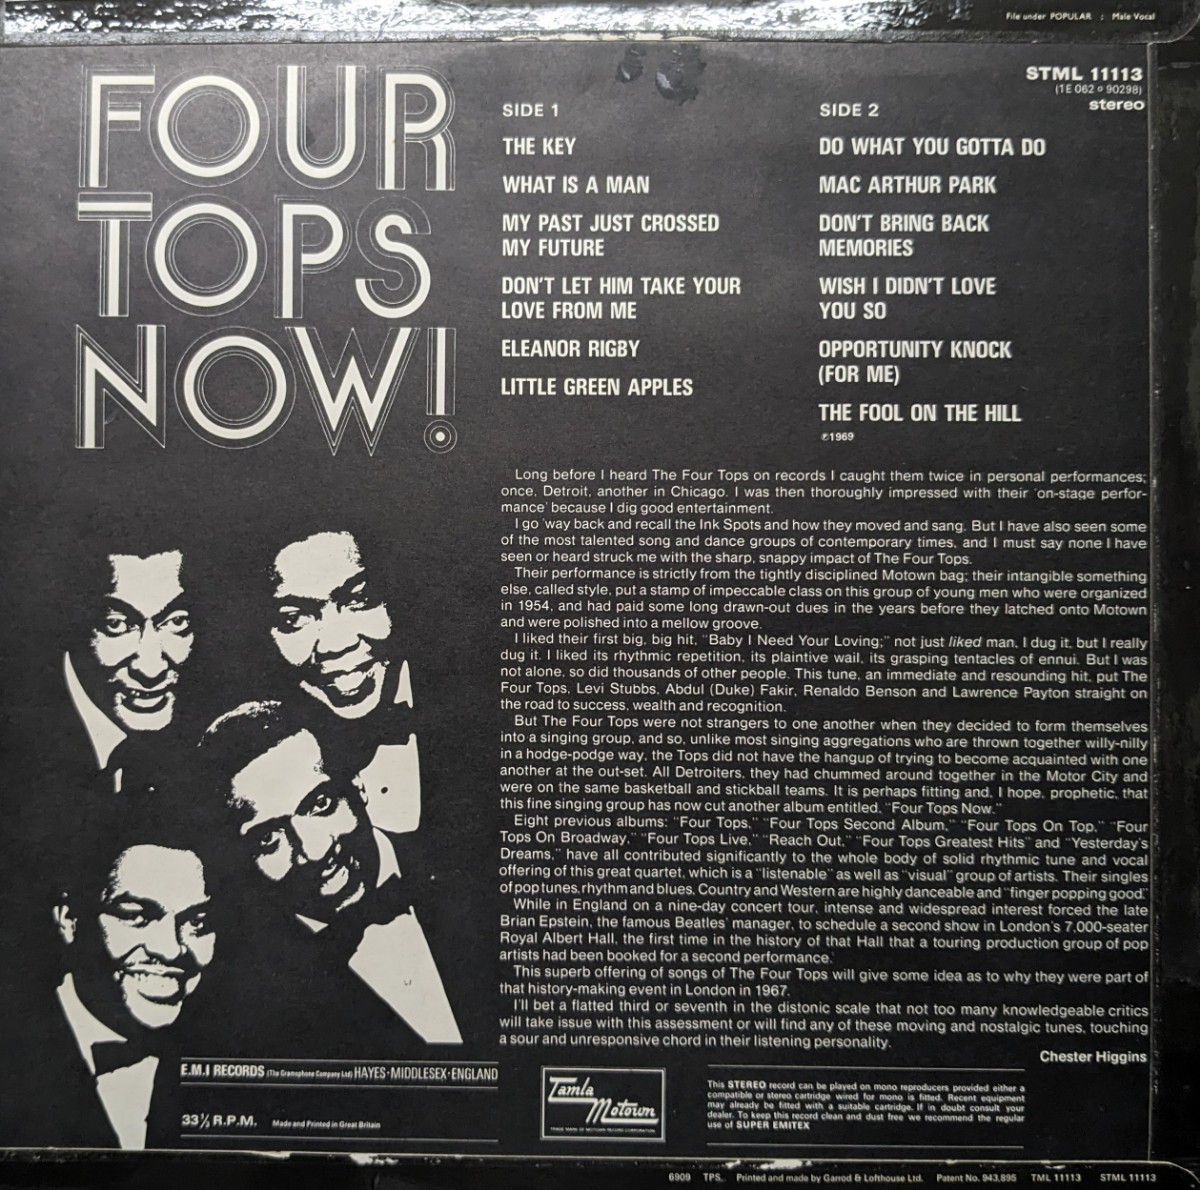 File under POPULAR : Male Vocal
FOUR
TOPS
NOW!
STML 11113
(1E 062 o 90298)
stereo
SIDE 1
THE KEY
WHAT IS A MAN
MY PAST JUST CROSSED
MY FUTURE
DON'T LET HIM TAKE YOUR
LOVE FROM ME
ELEANOR RIGBY
LITTLE GREEN APPLES
SIDE 2
DO WHAT YOU GOTTA DO
MAC ARTHUR PARK
DON'T BRING BACK
MEMORIES
WISH I DIDN'T LOVE
YOU SO
OPPORTUNITY KNOCK
(FOR ME)
THE FOOL ON THE HILL
℗1969
Long before I heard The Four Tops on records I caught them twice in personal performances;
once, Detroit, another in Chicago. I was then thoroughly impressed with their 'on-stage perfor-
mance' because I dig good entertainment.
I go 'way back and recall the Ink Spots and how they moved and sang. But I have also seen some
of the most talented song and dance groups of contemporary times, and I must say none I have
seen or heard struck me with the sharp, snappy impact of The Four Tops.
Their performance is strictly from the tightly disciplined Motown bag; their intangible something
else, called style, put a stamp of impeccable class on this group of young men who were organized
in 1954, and had paid some long drawn-out dues in the years before they latched onto Motown
and were polished into a mellow groove.
I liked their first big, big hit, "Baby I Need Your Loving;" not just liked man, I dug it, but I really
dug it. I liked its rhythmic repetition, its plaintive wail, its grasping tentacles of ennui. But I was
not alone, so did thousands of other people. This tune, an immediate and resounding hit, put The
Four Tops, Levi Stubbs, Abdul (Duke) Fakir, Renaldo Benson and Lawrence Payton straight on
the road to success, wealth and recognition.
But The Four Tops were not strangers to one another when they decided to form themselves
into a singing group, and so, unlike most singing aggregations who are thrown together willy-nilly
in a hodge-podge way, the Tops did not have the hangup of trying to become acquainted with one
another at the out-set. All Detroiters, they had chummed around together in the Motor City and
were on the same basketball and stickball teams. It is perhaps fitting and, I hope, prophetic, that
this fine singing group has now cut another album entitled, "Four Tops Now."
Eight previous albums: "Four Tops," "Four Tops Second Album," "Four Tops On Top," "Four
Tops On Broadway," "Four Tops Live," "Reach Out," "Four Tops Greatest Hits" and "Yesterday's
Dreams," have all contributed significantly to the whole body of solid rhythmic tune and vocal
offering of this great quartet, which is a "listenable" as well as "visual" group of artists. Their singles
of pop tunes, rhythm and blues, Country and Western are highly danceable and "finger popping good."
While in England on a nine-day concert tour, intense and widespread interest forced the late
Brian Epstein, the famous Beatles' manager, to schedule a second show in London's 7,000-seater
Royal Albert Hall, the first time in the history of that Hall that a touring production group of pop
artists had been booked for a second performance.
This superb offering of songs of The Four Tops will give some idea as to why they were part of
that history-making event in London in 1967.
I'll bet a flatted third or seventh in the distonic scale that not too many knowledgeable critics
will take issue with this assessment or will find any of these moving and nostalgic tunes, touching
a sour and unresponsive chord in their listening personality.
Chester Higgins
E.M.I RECORDS (The Gramophone Company Ltd) HAYES·MIDDLESEX·ENGLAND
33⅓ R.P.M. Made and Printed in Great Britain
Tamla
Motown
TRADE MARK OF MOTOWN RECORD CORPORATION
This STEREO record can be played on mono reproducers provided either a
compatible or stereo cartridge wired for mono is fitted. Recent equipment
may already be fitted with a suitable cartridge. If in doubt consult your
dealer. To keep this record clean and dust free we recommend the regular
use of SUPER EMITEX
6909 TPS. Printed and made by Garrod & Lofthouse Ltd. Patent No. 943,895 TML 11113 STML 11113